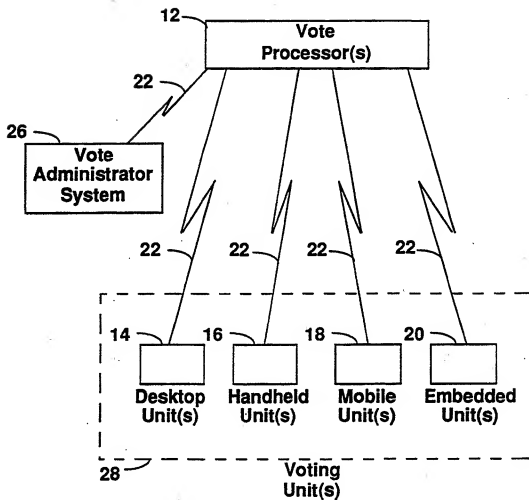 12
Vote
Processor(s)
22
26
Vote
Administrator
System
22
22
22
22
14
16
18
20
Desktop
Unit(s)
Handheld
Unit(s)
Mobile
Unit(s)
Embedded
Unit(s)
28
Voting
Unit(s)